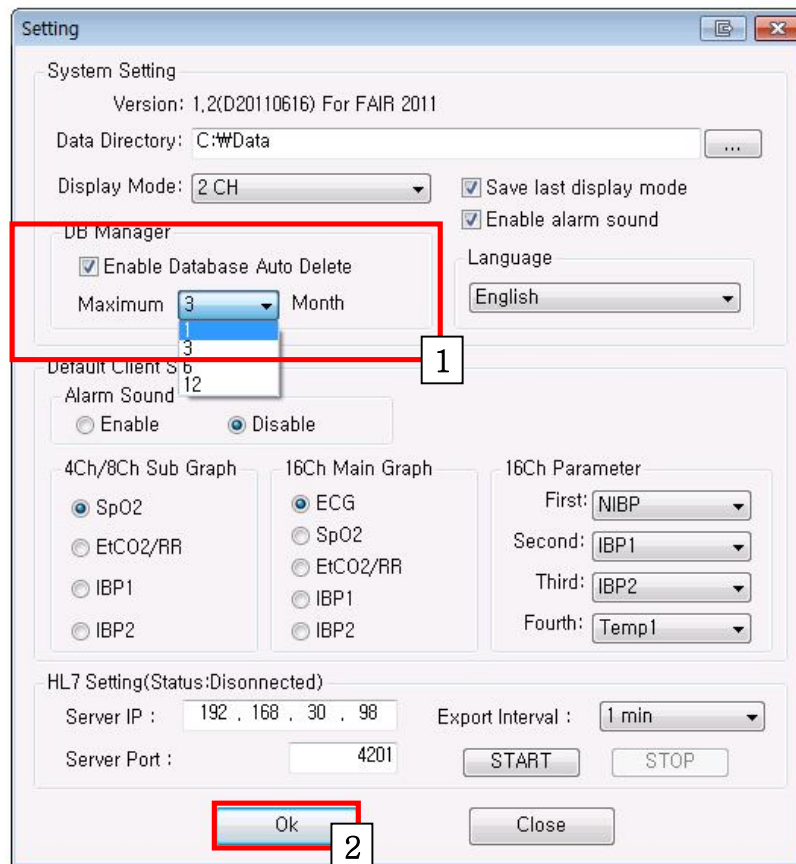 Setting
System Setting
Version: 1.2(D20110616) For FAIR 2011
Data Directory: C:₩Data ...
Display Mode: 2 CH
Save last display mode
Enable alarm sound
DB Manager
Enable Database Auto Delete
Maximum 3 Month
1
3
6
12
Language
English
1
Default Client S
Alarm Sound
Enable Disable
4Ch/8Ch Sub Graph
SpO2
EtCO2/RR
IBP1
IBP2
16Ch Main Graph
ECG
SpO2
EtCO2/RR
IBP1
IBP2
16Ch Parameter
First: NIBP
Second: IBP1
Third: IBP2
Fourth: Temp1
HL7 Setting(Status:Disonnected)
Server IP : 192 . 168 . 30 . 98 Export Interval : 1 min
Server Port : 4201 START STOP
Ok Close
2